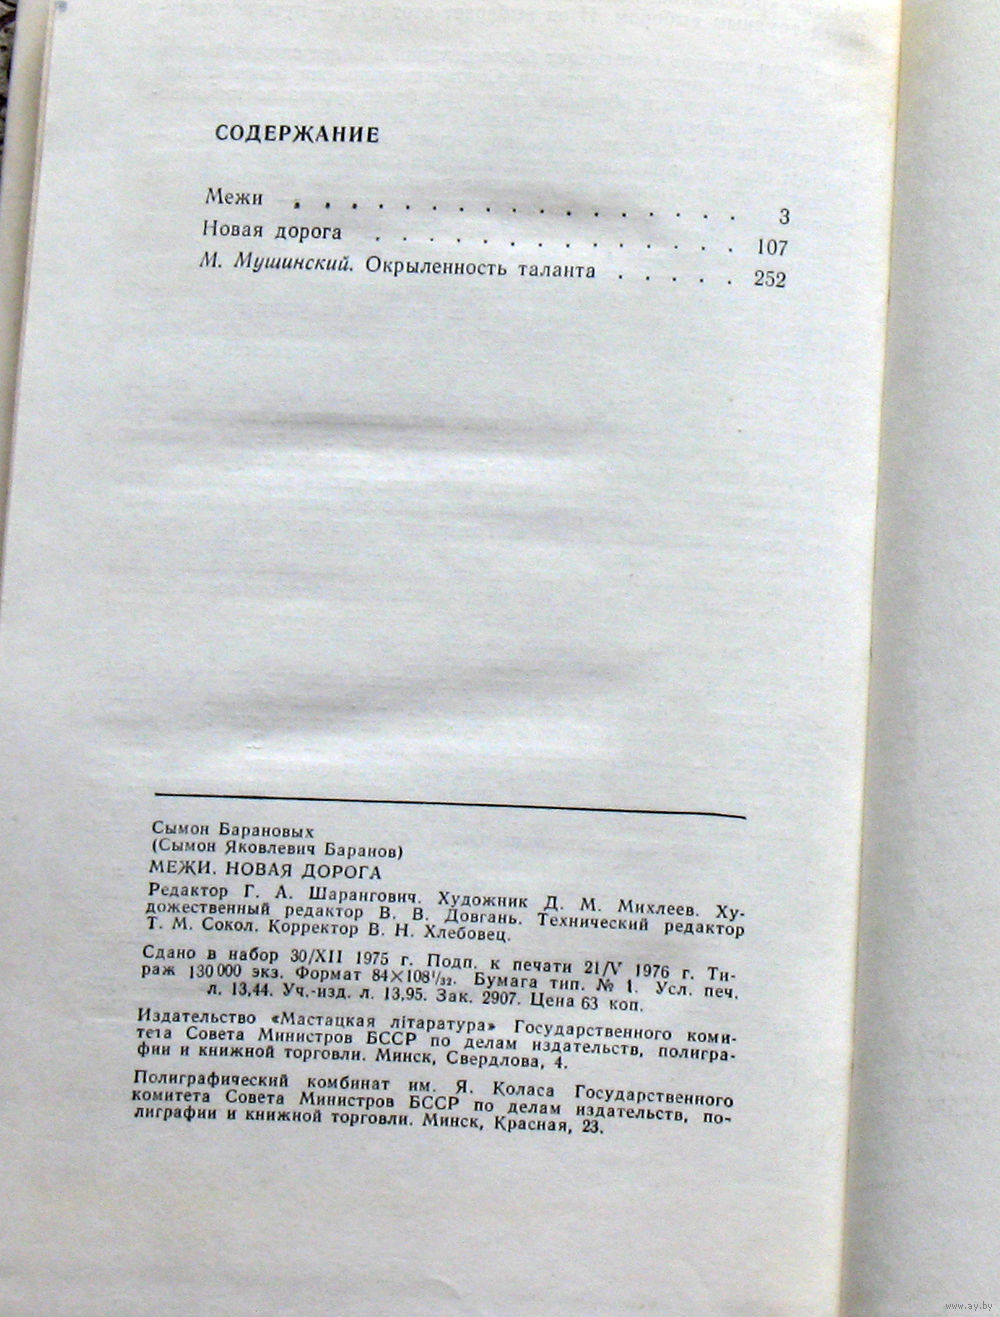 СОДЕРЖАНИЕ
Межи . . . . . . . . . . . . . . . . . . 3
Новая дорога . . . . . . . . . . . . . . 107
М. Мушинский. Окрыленность таланта . . . . . 252
Сымон Барановых
(Сымон Яковлевич Баранов)
МЕЖИ. НОВАЯ ДОРОГА
Редактор Г. А. Шарангович. Художник Д. М. Михлеев. Ху-
дожественный редактор В. В. Довгань. Технический редактор
Т. М. Сокол. Корректор В. Н. Хлебовец.
Сдано в набор 30/XII 1975 г. Подп. к печати 21/V 1976 г. Ти-
раж 130 000 экз. Формат 84×108¹/₃₂. Бумага тип. № 1. Усл. печ.
л. 13,44. Уч.-изд. л. 13,95. Зак. 2907. Цена 63 коп.
Издательство «Мастацкая літаратура» Государственного коми-
тета Совета Министров БССР по делам издательств, полигра-
фии и книжной торговли. Минск, Свердлова, 4.
Полиграфический комбинат им. Я. Коласа Государственного
комитета Совета Министров БССР по делам издательств, по-
лиграфии и книжной торговли. Минск, Красная, 23.
www.ay.by